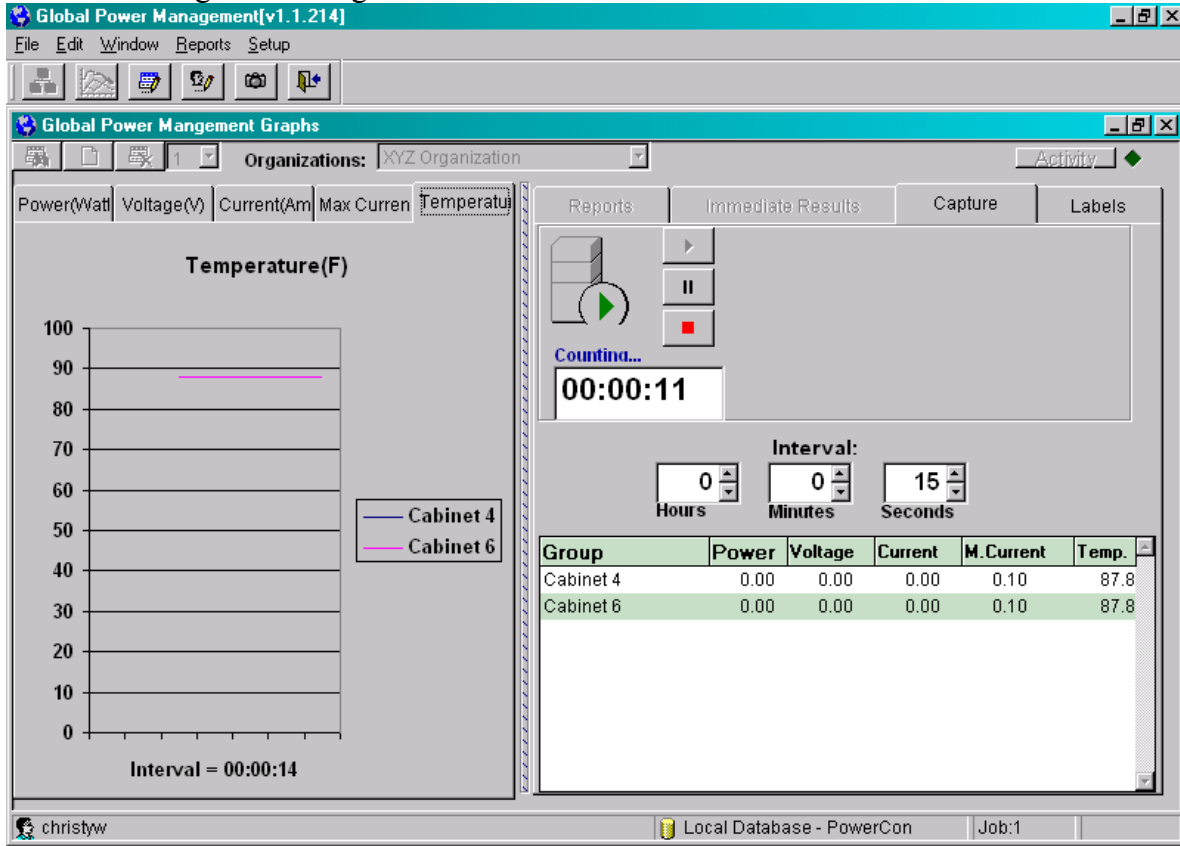 Global Power Management[v1.1.214]
File Edit Window Reports Setup
Global Power Mangement Graphs
1 Organizations: XYZ Organization Activity
Power(Watt Voltage(V) Current(Am Max Curren Temperatu
Reports Immediate Results Capture Labels
Temperature(F)
100
90
80
70
60
50
40
30
20
10
0
Cabinet 4
Cabinet 6
Interval = 00:00:14
Counting...
00:00:11
Interval:
0 0 15
Hours Minutes Seconds
Group Power Voltage Current M.Current Temp.
Cabinet 4 0.00 0.00 0.00 0.10 87.8
Cabinet 6 0.00 0.00 0.00 0.10 87.8
christyw Local Database - PowerCon Job:1